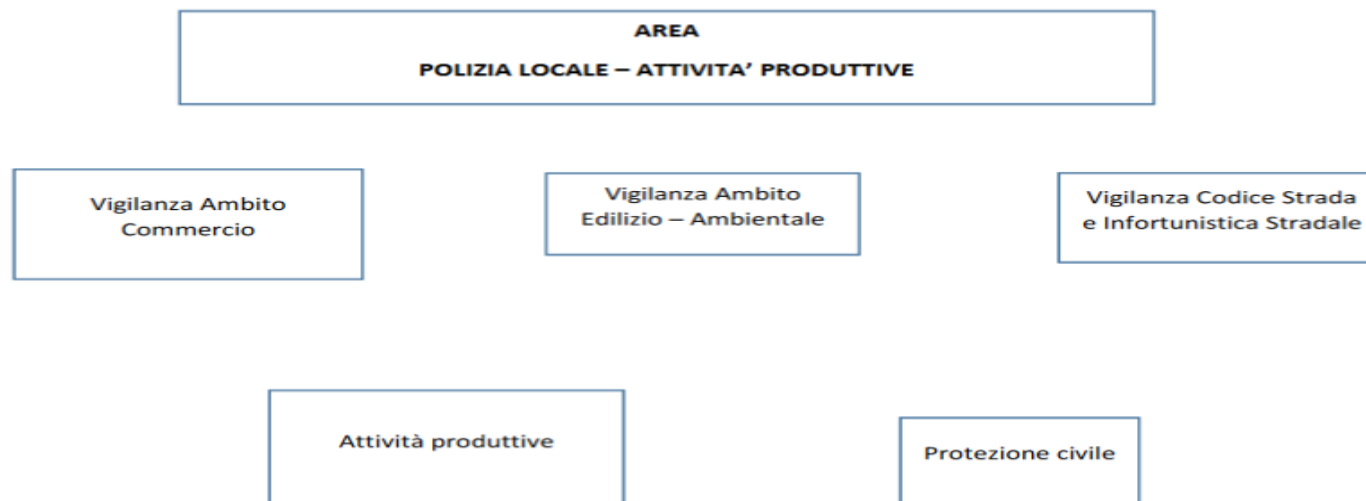 AREA
POLIZIA LOCALE – ATTIVITA’ PRODUTTIVE
Vigilanza Ambito
Commercio
Vigilanza Ambito
Edilizio – Ambientale
Vigilanza Codice Strada
e Infortunistica Stradale
Attività produttive
Protezione civile